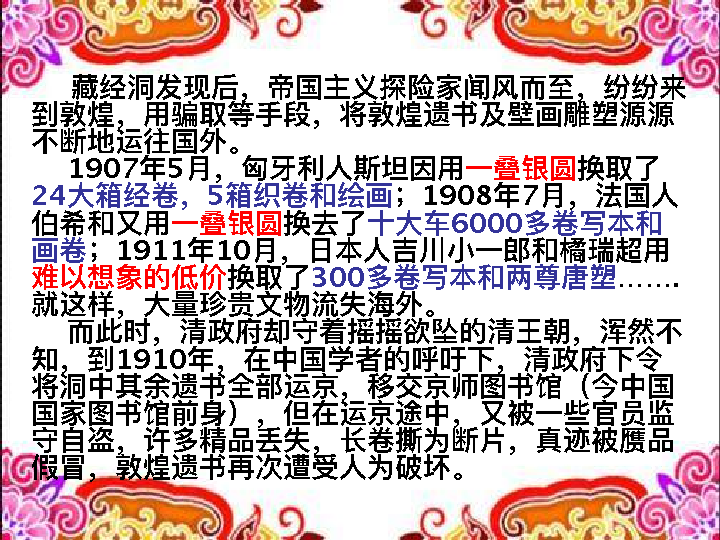 藏经洞发现后，帝国主义探险家闻风而至，纷纷来
到敦煌，用骗取等手段，将敦煌遗书及壁画雕塑源源
不断地运往国外。
1907年5月，匈牙利人斯坦因用一叠银圆换取了
24大箱经卷，5箱织卷和绘画；1908年7月，法国人
伯希和又用一叠银圆换去了十大车6000多卷写本和
画卷；1911年10月，日本人吉川小一郎和橘瑞超用
难以想象的低价换取了300多卷写本和两尊唐塑…….
就这样，大量珍贵文物流失海外。
而此时，清政府却守着摇摇欲坠的清王朝，浑然不
知，到1910年，在中国学者的呼吁下，清政府下令
将洞中其余遗书全部运京，移交京师图书馆（今中国
国家图书馆前身），但在运京途中，又被一些官员监
守自盗，许多精品丢失，长卷撕为断片，真迹被赝品
假冒，敦煌遗书再次遭受人为破坏。